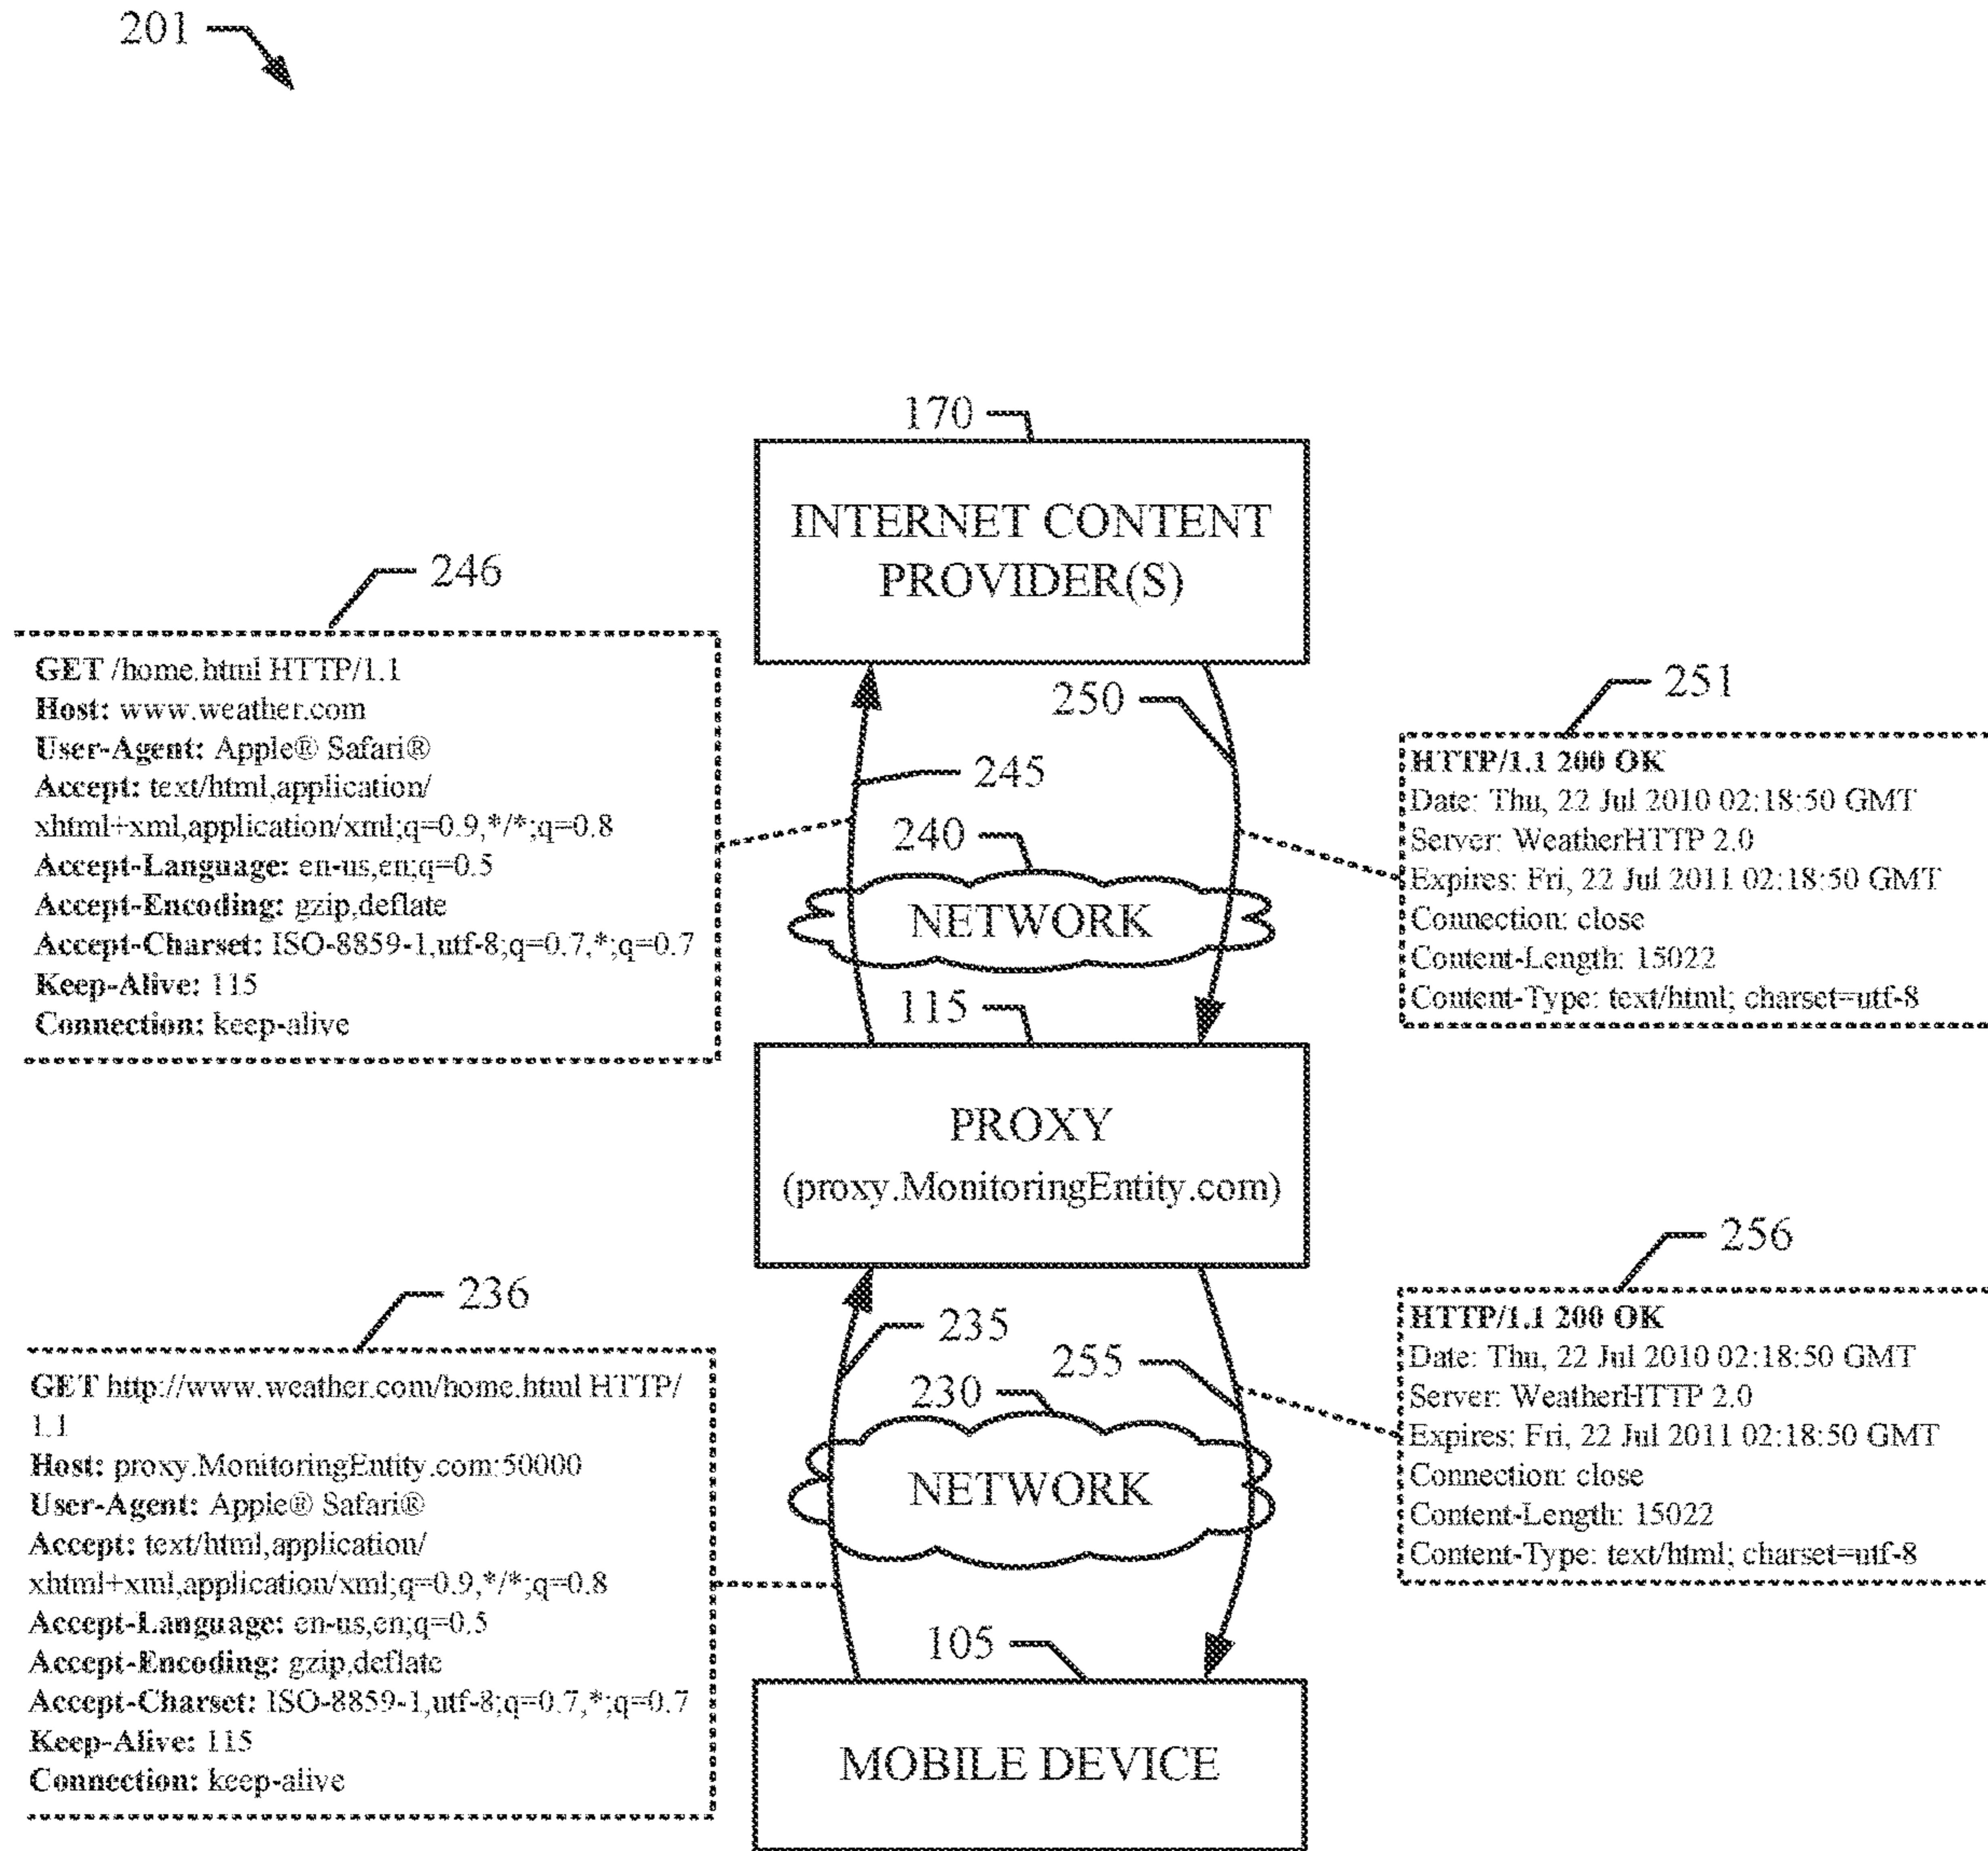 201
170
INTERNET CONTENT
PROVIDER(S)
246
GET /home.html HTTP/1.1
Host: www.weather.com
User-Agent: Apple® Safari®
Accept: text/html,application/
xhtml+xml,application/xml;q=0.9,*/*;q=0.8
Accept-Language: en-us,en;q=0.5
Accept-Encoding: gzip,deflate
Accept-Charset: ISO-8859-1,utf-8;q=0.7,*;q=0.7
Keep-Alive: 115
Connection: keep-alive
250
245
240
NETWORK
251
HTTP/1.1 200 OK
Date: Thu, 22 Jul 2010 02:18:50 GMT
Server: WeatherHTTP 2.0
Expires: Fri, 22 Jul 2011 02:18:50 GMT
Connection: close
Content-Length: 15022
Content-Type: text/html; charset=utf-8
115
PROXY
(proxy.MonitoringEntity.com)
236
GET http://www.weather.com/home.html HTTP/
1.1
Host: proxy.MonitoringEntity.com:50000
User-Agent: Apple® Safari®
Accept: text/html,application/
xhtml+xml,application/xml;q=0.9,*/*;q=0.8
Accept-Language: en-us,en;q=0.5
Accept-Encoding: gzip,deflate
Accept-Charset: ISO-8859-1,utf-8;q=0.7,*;q=0.7
Keep-Alive: 115
Connection: keep-alive
235
255
230
NETWORK
256
HTTP/1.1 200 OK
Date: Thu, 22 Jul 2010 02:18:50 GMT
Server: WeatherHTTP 2.0
Expires: Fri, 22 Jul 2011 02:18:50 GMT
Connection: close
Content-Length: 15022
Content-Type: text/html; charset=utf-8
105
MOBILE DEVICE